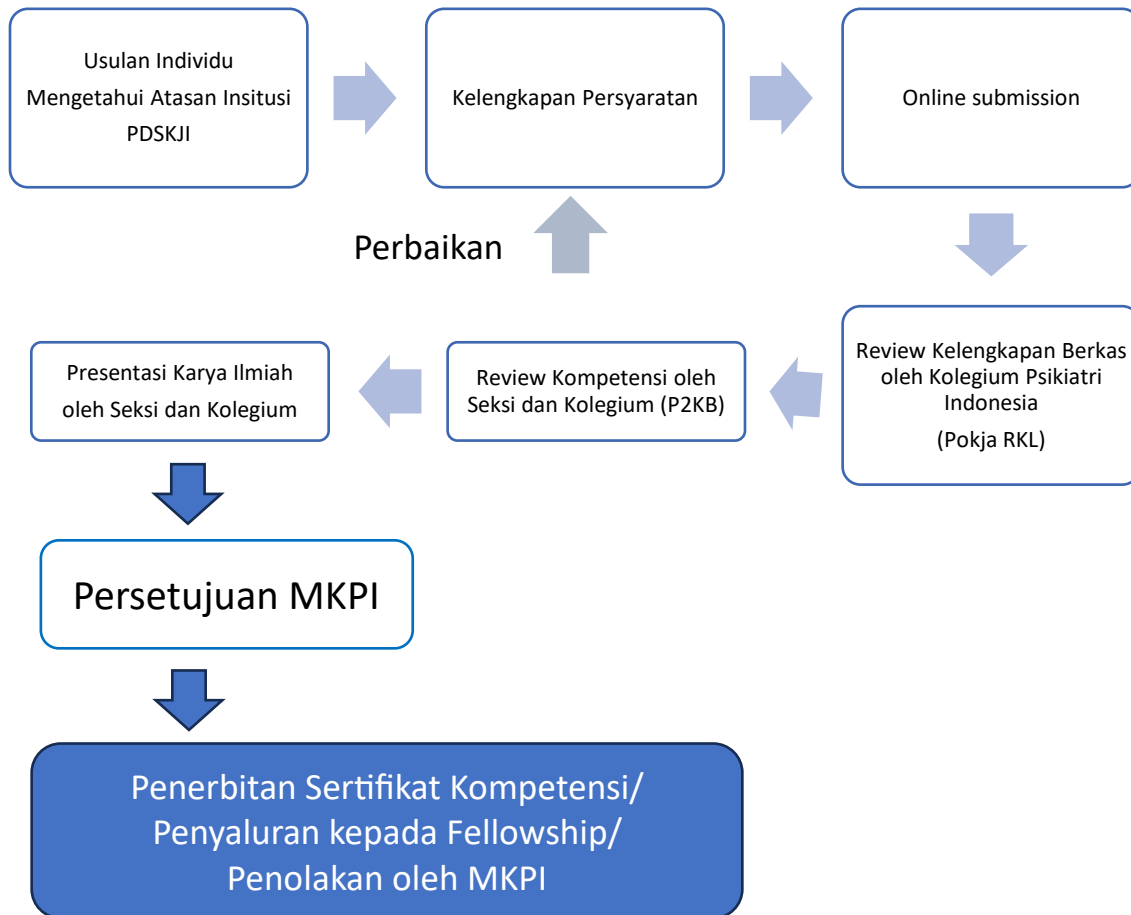 Usulan Individu
Mengetahui Atasan Insitusi
PDSKJI
Kelengkapan Persyaratan
Online submission
Perbaikan
Review Kelengkapan Berkas
oleh Kolegium Psikiatri
Indonesia
(Pokja RKL)
Review Kompetensi oleh
Seksi dan Kolegium (P2KB)
Presentasi Karya Ilmiah
oleh Seksi dan Kolegium
Persetujuan MKPI
Penerbitan Sertifikat Kompetensi/
Penyaluran kepada Fellowship/
Penolakan oleh MKPI